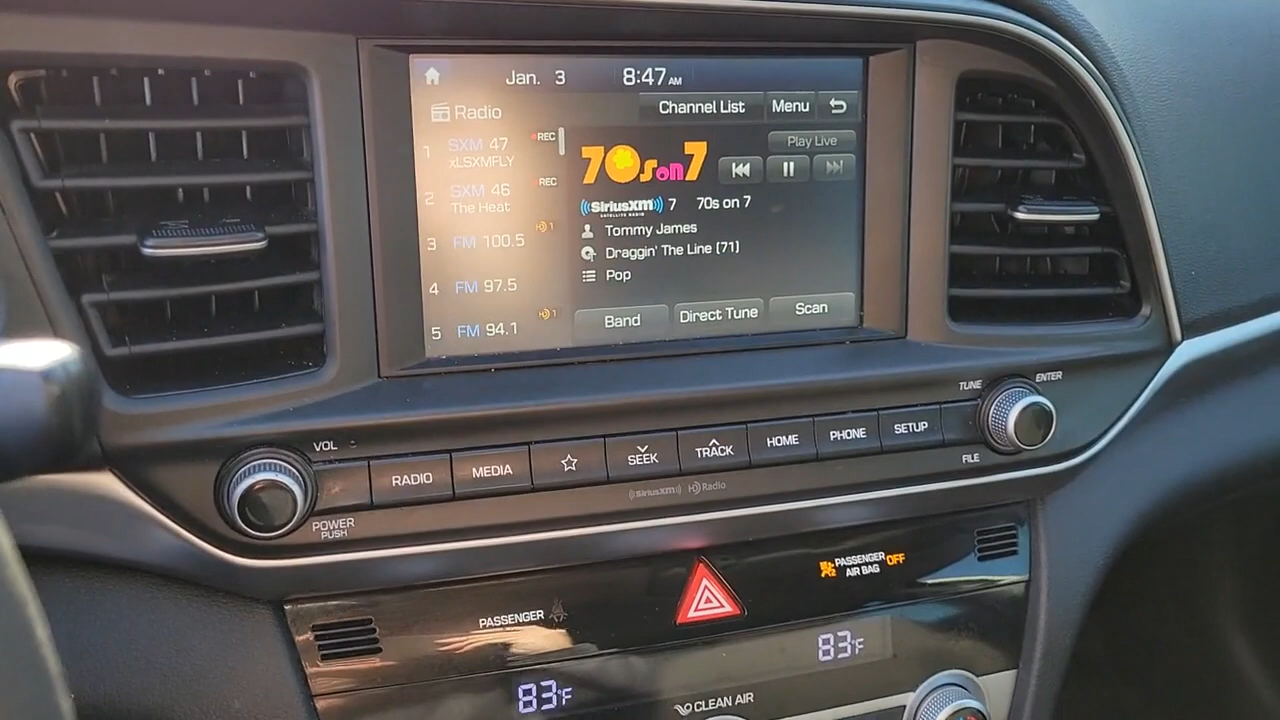 Jan. 3 8:47 AM
Radio Channel List Menu
1 SXM 47 REC
xLSXMFLY
2 SXM 46 REC
The Heat
3 FM 100.5 HD 1
4 FM 97.5
5 FM 94.1 HD 1
70s on 7
Play Live
((SiriusXM)) 7 70s on 7
SATELLITE RADIO
Tommy James
Draggin' The Line (71)
Pop
Band Direct Tune Scan
VOL
POWER
PUSH
RADIO MEDIA SEEK TRACK HOME PHONE SETUP
TUNE ENTER
FILE
((SiriusXM)) HD Radio
PASSENGER
PASSENGER OFF
AIR BAG
83°F 83°F
CLEAN AIR